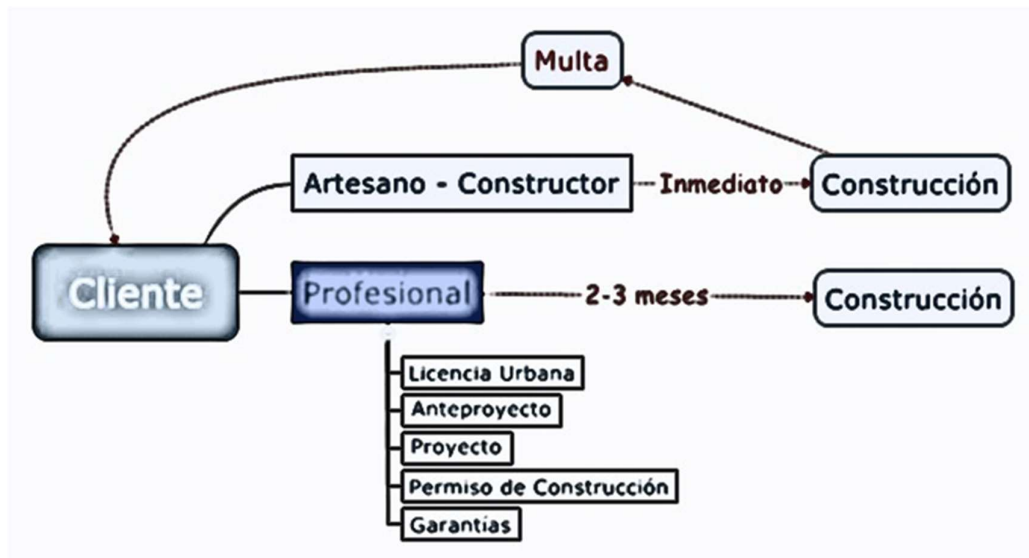 Multa
Artesano - Constructor
Inmediato
Construcción
Cliente
Profesional
2-3 meses
Construcción
Licencia Urbana
Anteproyecto
Proyecto
Permiso de Construcción
Garantías